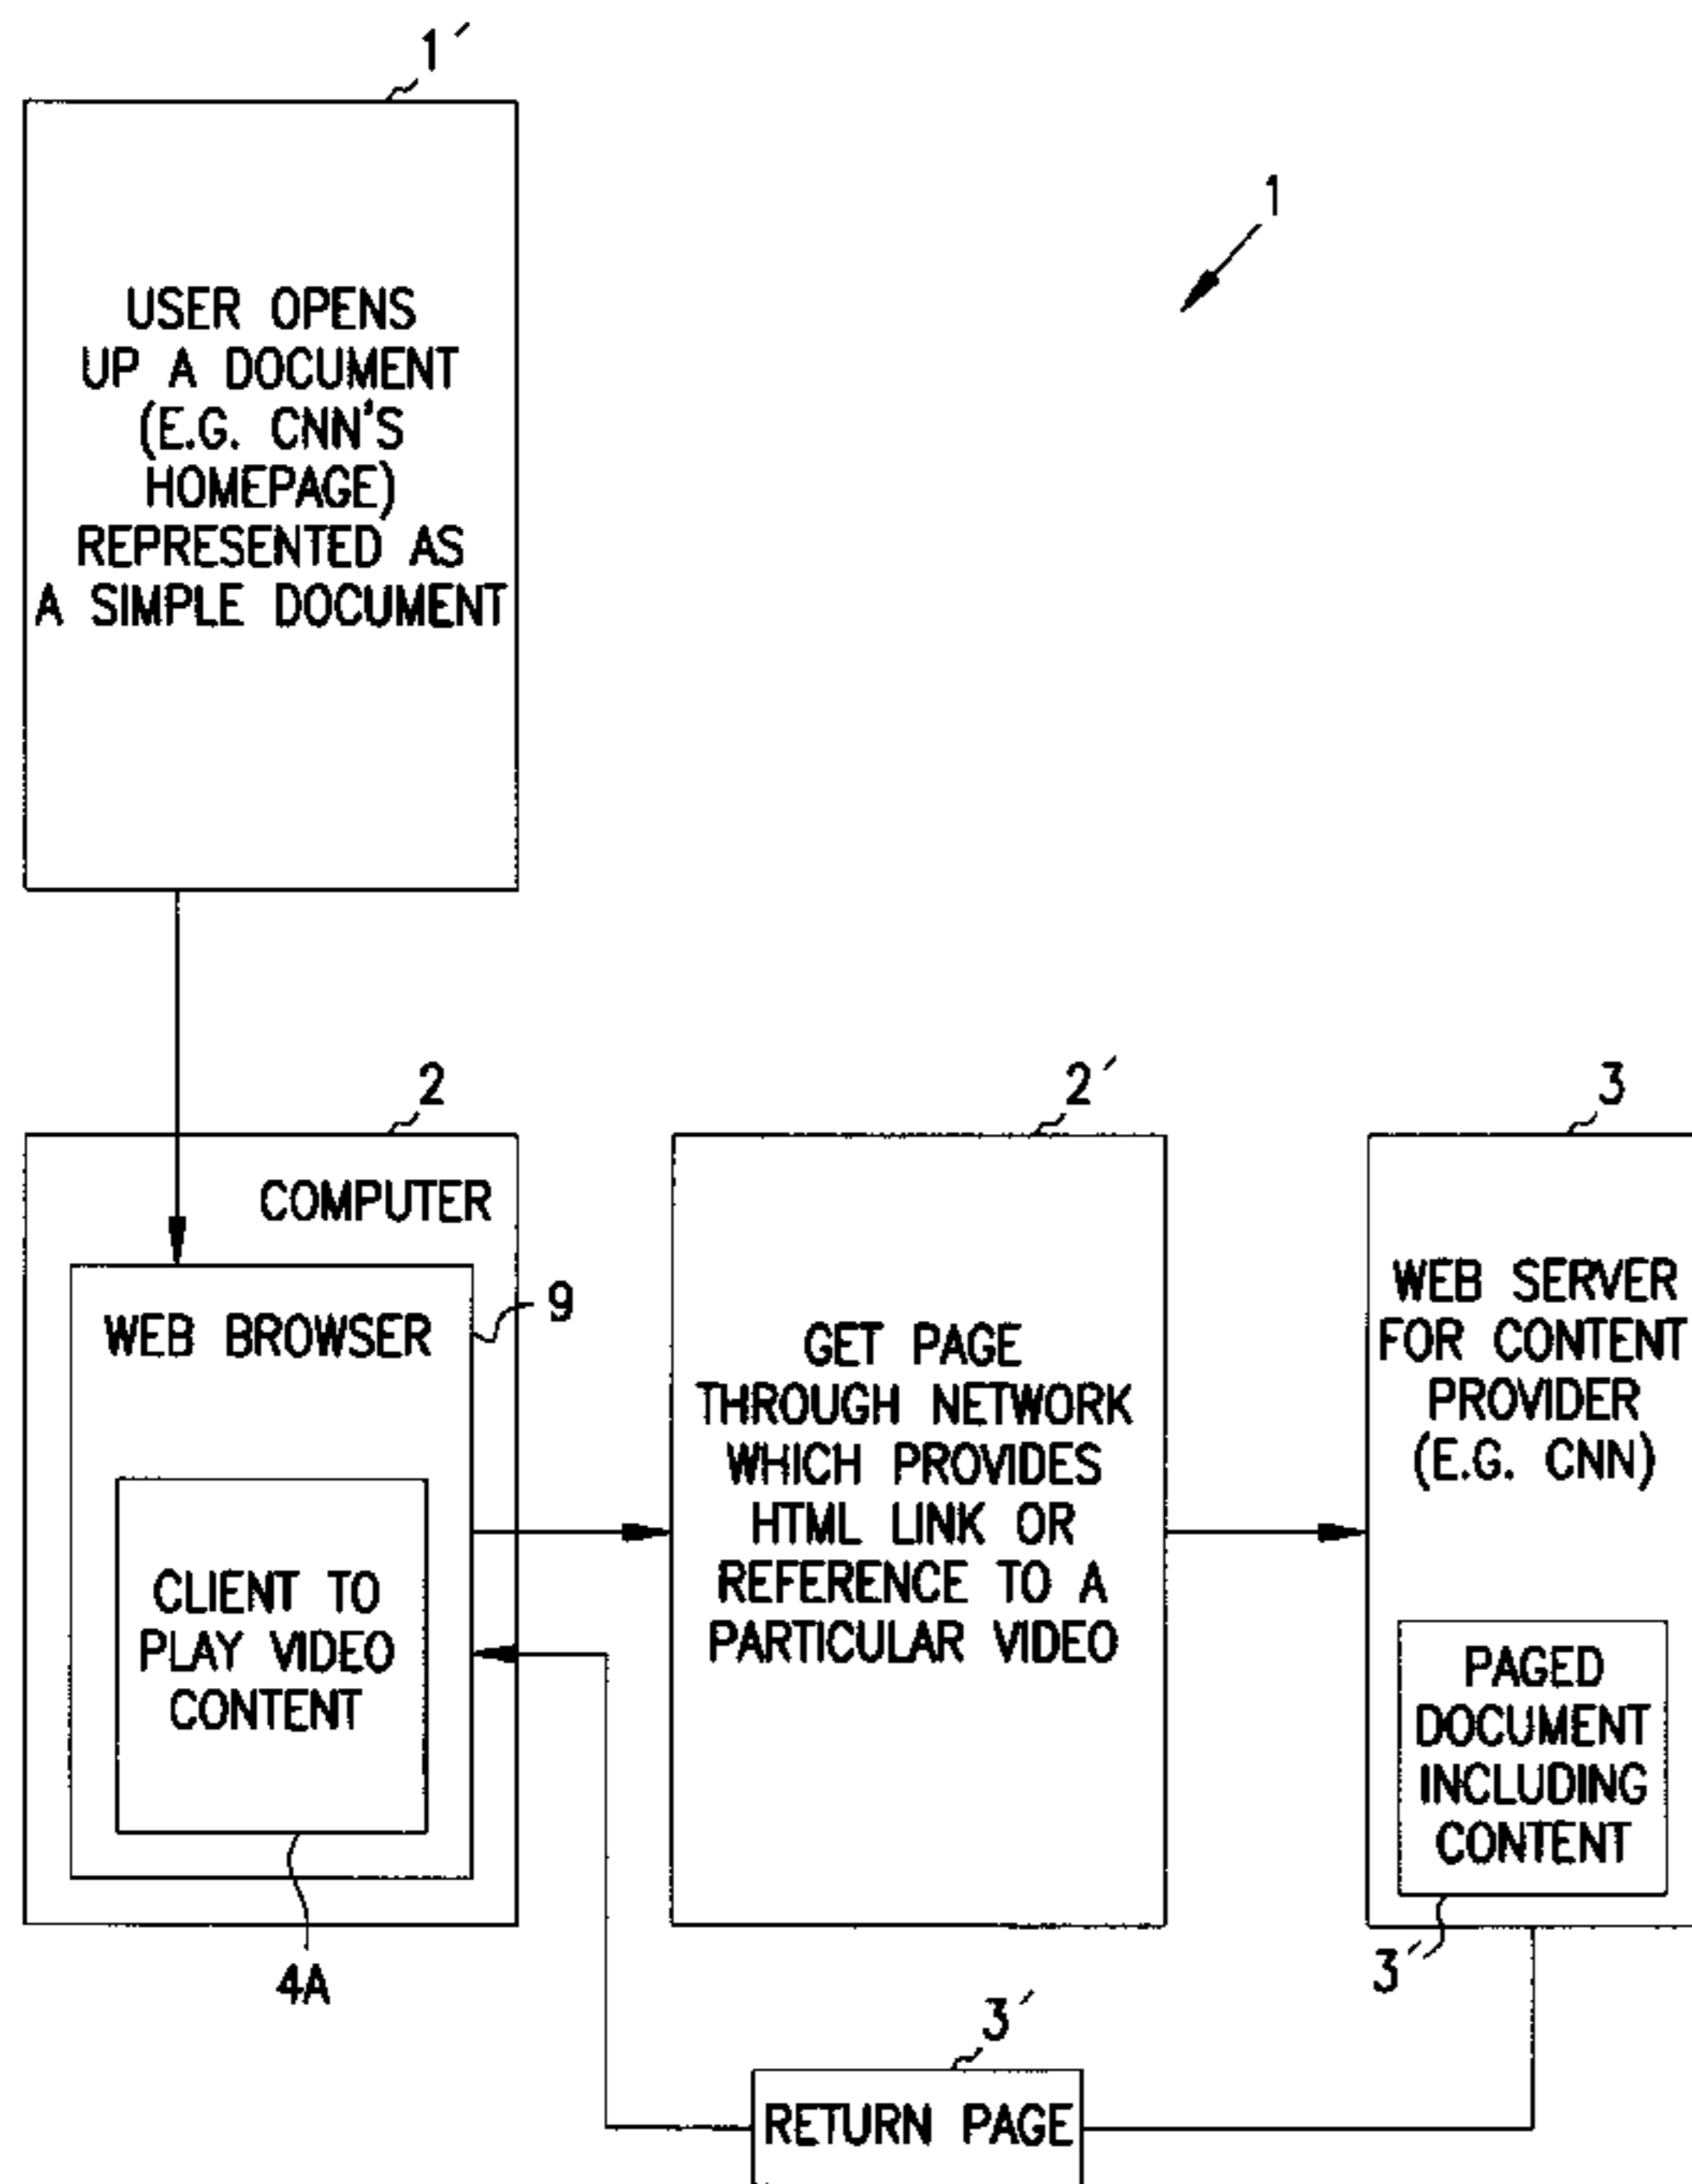 1′
1
USER OPENS
UP A DOCUMENT
(E.G. CNN'S
HOMEPAGE)
REPRESENTED AS
A SIMPLE DOCUMENT
2
2′
3
COMPUTER
WEB BROWSER
9
CLIENT TO
PLAY VIDEO
CONTENT
4A
GET PAGE
THROUGH NETWORK
WHICH PROVIDES
HTML LINK OR
REFERENCE TO A
PARTICULAR VIDEO
WEB SERVER
FOR CONTENT
PROVIDER
(E.G. CNN)
PAGED
DOCUMENT
INCLUDING
CONTENT
3′
3′
RETURN PAGE